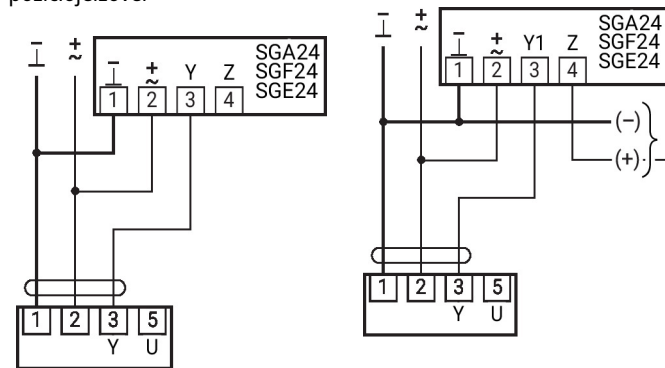 − + SGA24
⊥ ~ SGF24
⊥ ~ Y Z SGE24
1 2 3 4
1 2 3 5
Y U
− + SGA24
⊥ ~ SGF24
⊥ ~ Y1 Z SGE24
1 2 3 4
(−)
(+)
1 2 3 5
Y U